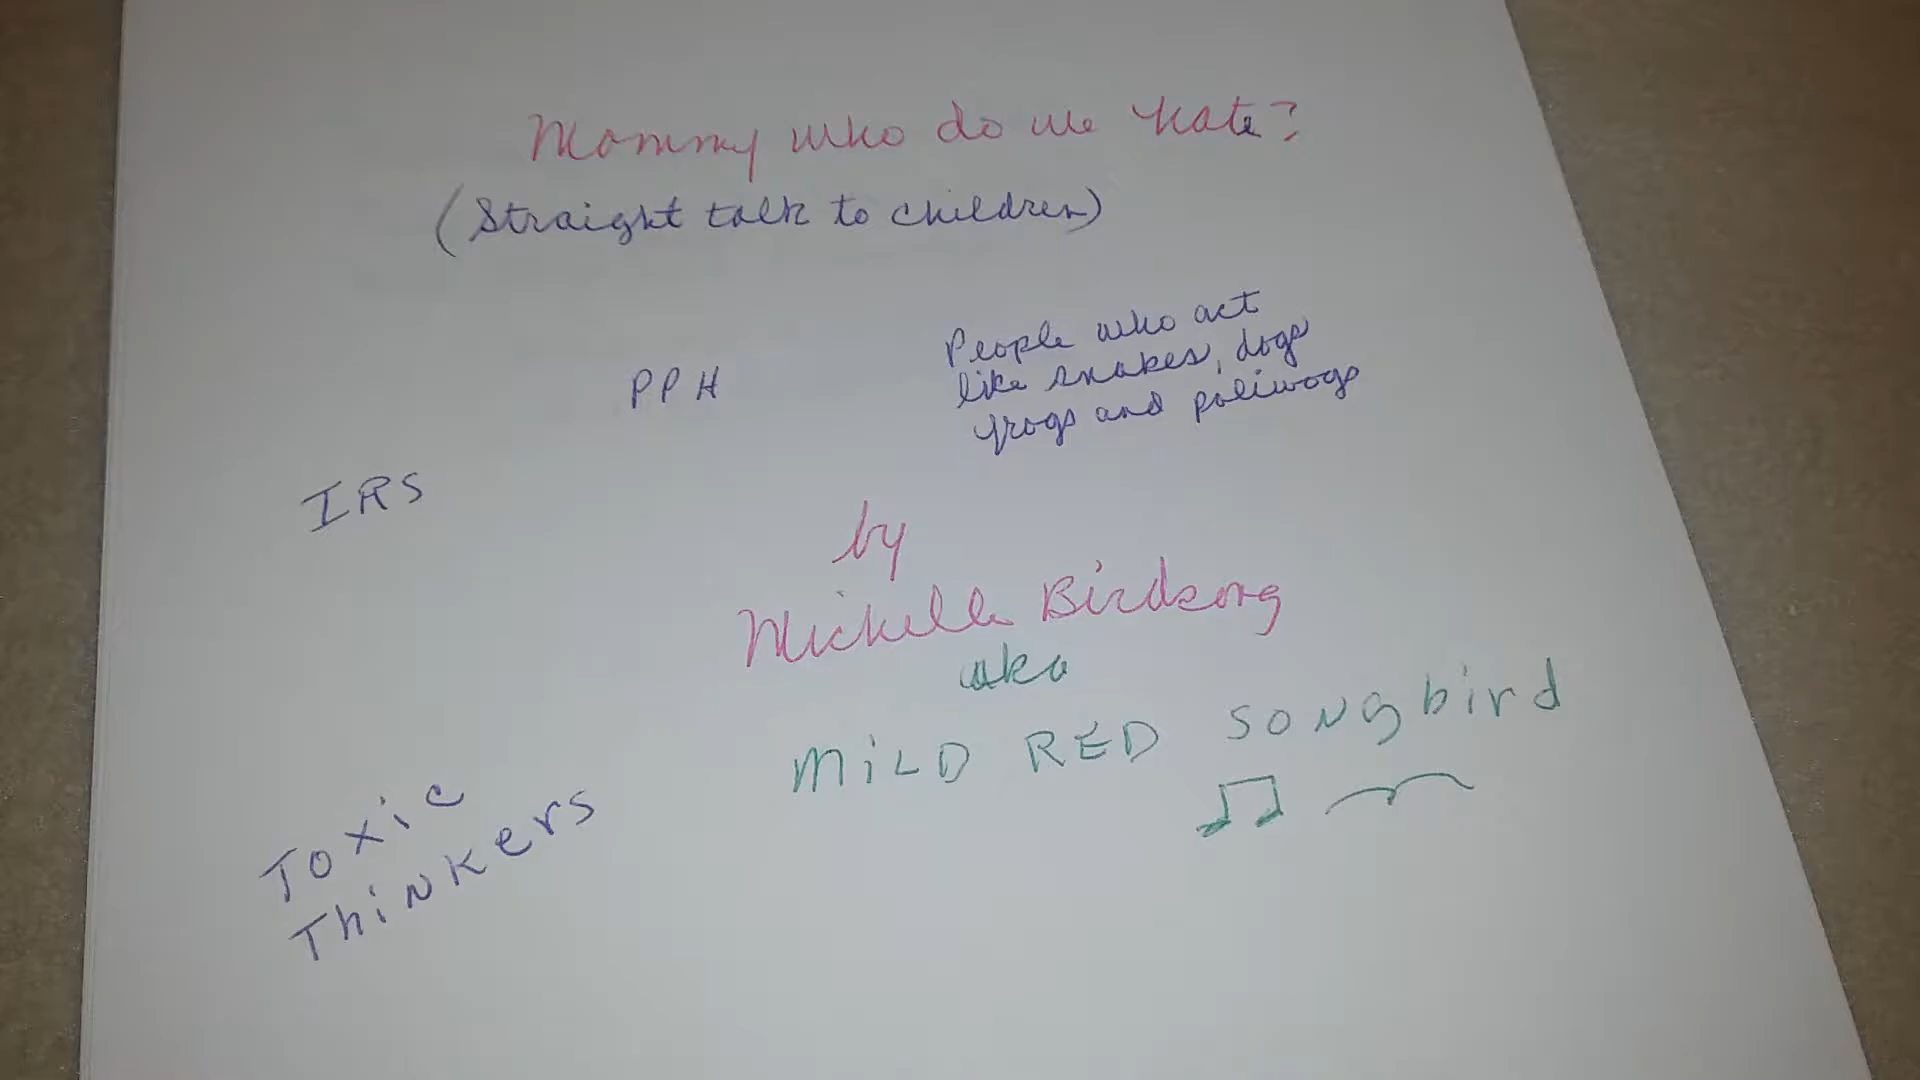 Mommy who do we hate?
(Straight talk to children)
PPH
People who act
like snakes, dogs
frogs and poliwogs
IRS
by
Michelle Birdsong
aka
MiLD RED SONgbird
Toxic
ThiNKers